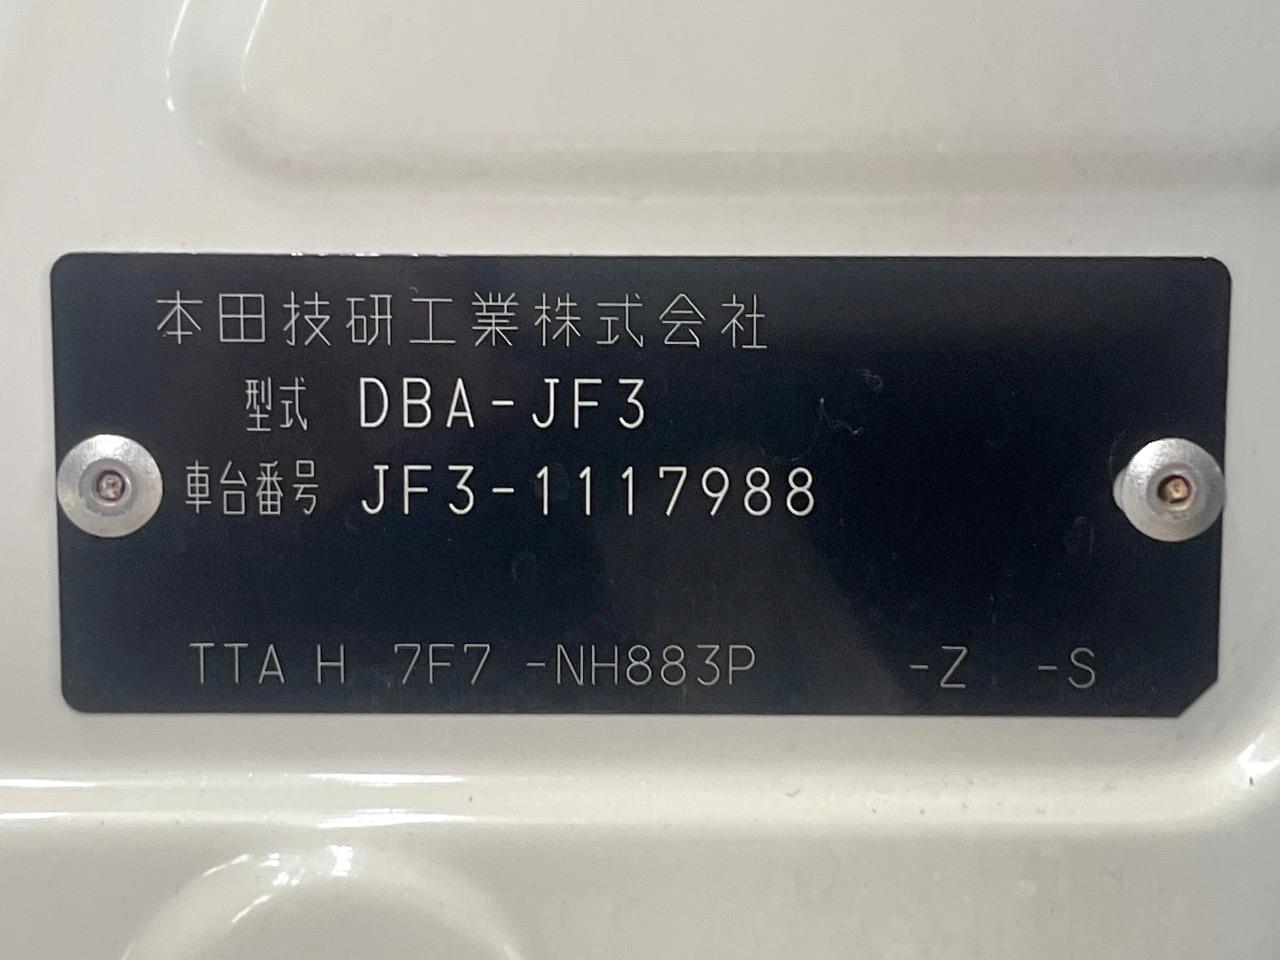 本田技研工業株式会社
型式 DBA-JF3
車台番号 JF3-1117988
TTA H 7F7 -NH883P -Z -S